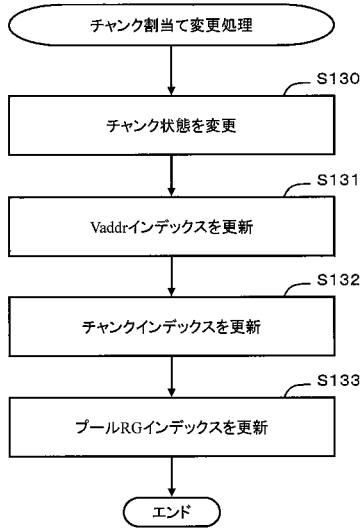 チャンク割当て変更処理
S130
チャンク状態を変更
S131
Vaddrインデックスを更新
S132
チャンクインデックスを更新
S133
プールRGインデックスを更新
エンド